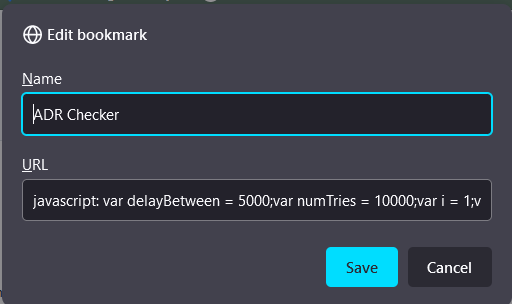 Edit bookmark
Name
ADR Checker
URL
javascript: var delayBetween = 5000;var numTries = 10000;var i = 1;v
Save Cancel